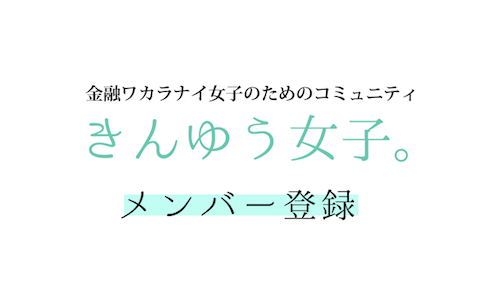 金融ワカラナイ女子のためのコミュニティ
きんゆう女子。
メンバー登録